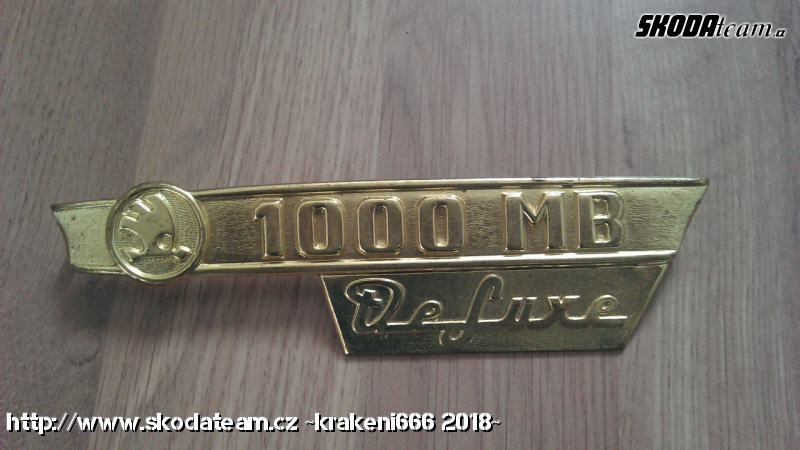 SKODAteam.cz
1000 MB
De Luxe
http://www.skodateam.cz ~krakeni666 2018~